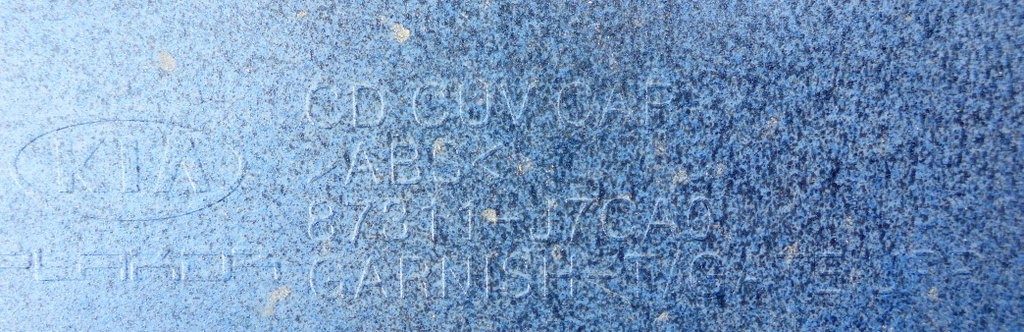 CD CUV CAR
>ABS<
KIA
87311-J7CA0
GARNISH-T/G